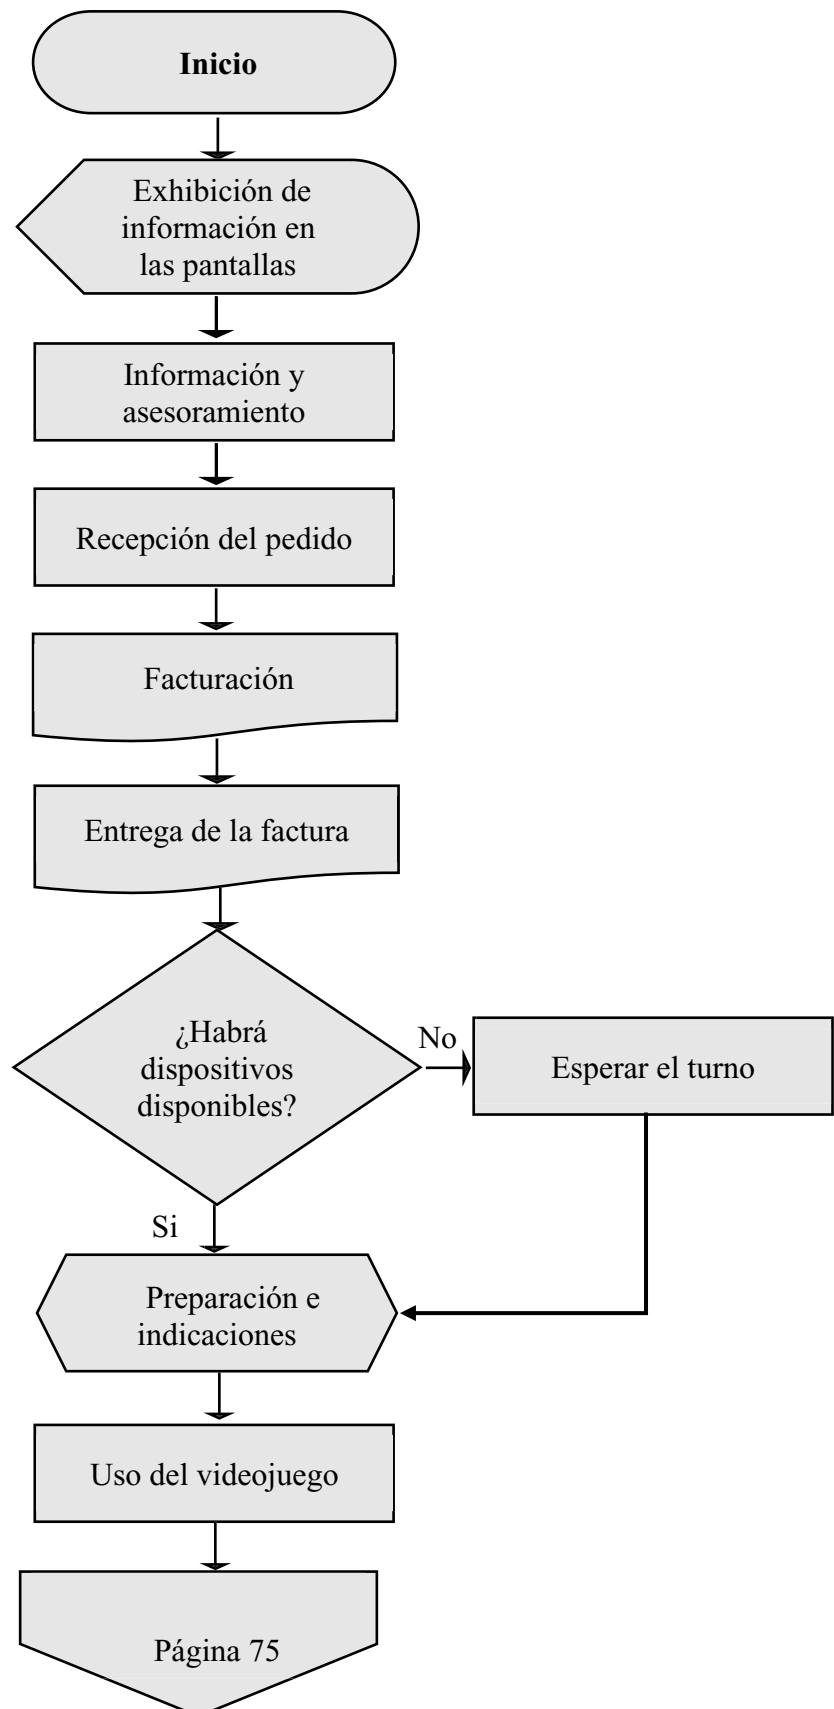 Inicio
Exhibición de
información en
las pantallas
Información y
asesoramiento
Recepción del pedido
Facturación
Entrega de la factura
¿Habrá
dispositivos
disponibles?
No
Esperar el turno
Si
Preparación e
indicaciones
Uso del videojuego
Página 75